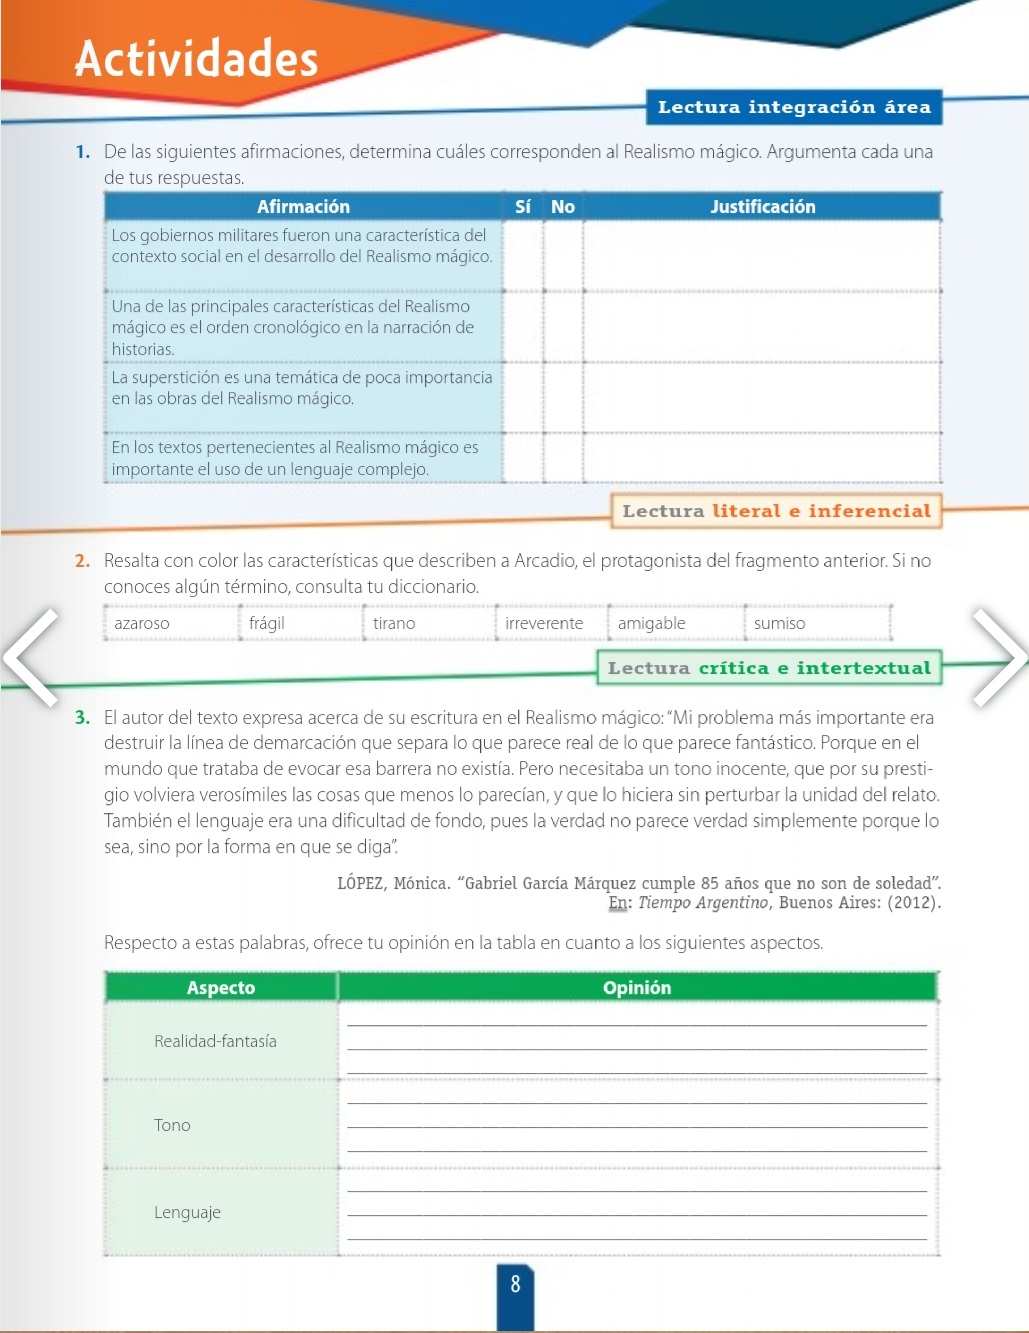 Actividades
Lectura integración área
1. De las siguientes afirmaciones, determina cuáles corresponden al Realismo mágico. Argumenta cada una
de tus respuestas.
Afirmación Sí No Justificación
Los gobiernos militares fueron una característica del
contexto social en el desarrollo del Realismo mágico.
Una de las principales características del Realismo
mágico es el orden cronológico en la narración de
historias.
La superstición es una temática de poca importancia
en las obras del Realismo mágico.
En los textos pertenecientes al Realismo mágico es
importante el uso de un lenguaje complejo.
Lectura literal e inferencial
2. Resalta con color las características que describen a Arcadio, el protagonista del fragmento anterior. Si no
conoces algún término, consulta tu diccionario.
azaroso frágil tirano irreverente amigable sumiso
Lectura crítica e intertextual
3. El autor del texto expresa acerca de su escritura en el Realismo mágico: “Mi problema más importante era
destruir la línea de demarcación que separa lo que parece real de lo que parece fantástico. Porque en el
mundo que trataba de evocar esa barrera no existía. Pero necesitaba un tono inocente, que por su presti-
gio volviera verosímiles las cosas que menos lo parecían, y que lo hiciera sin perturbar la unidad del relato.
También el lenguaje era una dificultad de fondo, pues la verdad no parece verdad simplemente porque lo
sea, sino por la forma en que se diga”.
LÓPEZ, Mónica. “Gabriel García Márquez cumple 85 años que no son de soledad”.
En: Tiempo Argentino, Buenos Aires: (2012).
Respecto a estas palabras, ofrece tu opinión en la tabla en cuanto a los siguientes aspectos.
Aspecto Opinión
Realidad-fantasía
Tono
Lenguaje
8